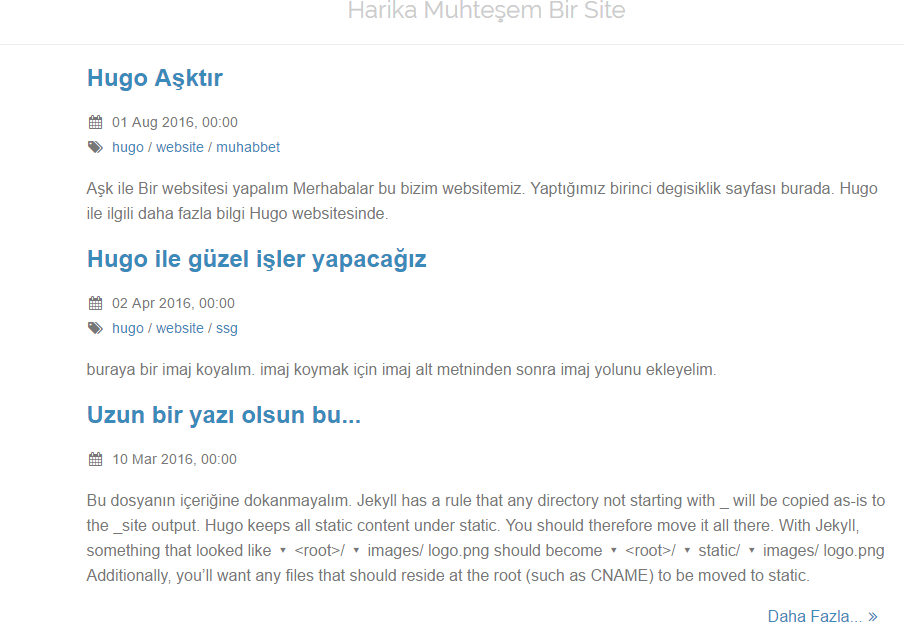 Harika Muhteşem Bir Site
Hugo Aşktır
01 Aug 2016, 00:00
hugo / website / muhabbet
Aşk ile Bir websitesi yapalım Merhabalar bu bizim websitemiz. Yaptığımız birinci degisiklik sayfası burada. Hugo
ile ilgili daha fazla bilgi Hugo websitesinde.
Hugo ile güzel işler yapacağız
02 Apr 2016, 00:00
hugo / website / ssg
buraya bir imaj koyalım. imaj koymak için imaj alt metninden sonra imaj yolunu ekleyelim.
Uzun bir yazı olsun bu...
10 Mar 2016, 00:00
Bu dosyanın içeriğine dokanmayalım. Jekyll has a rule that any directory not starting with _ will be copied as-is to
the _site output. Hugo keeps all static content under static. You should therefore move it all there. With Jekyll,
something that looked like ▾ <root>/ ▾ images/ logo.png should become ▾ <root>/ ▾ static/ ▾ images/ logo.png
Additionally, you’ll want any files that should reside at the root (such as CNAME) to be moved to static.
Daha Fazla... »